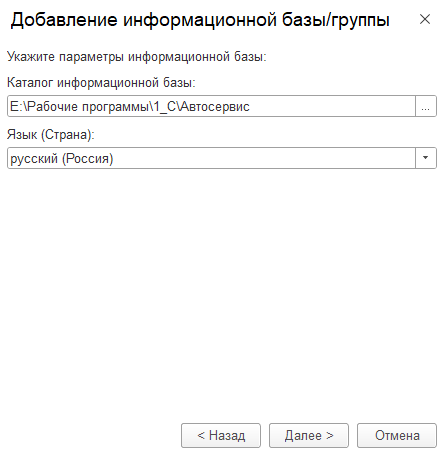 Добавление информационной базы/группы
Укажите параметры информационной базы:
Каталог информационной базы:
E:\Рабочие программы\1_С\Автосервис
...
Язык (Страна):
русский (Россия)
< Назад
Далее >
Отмена